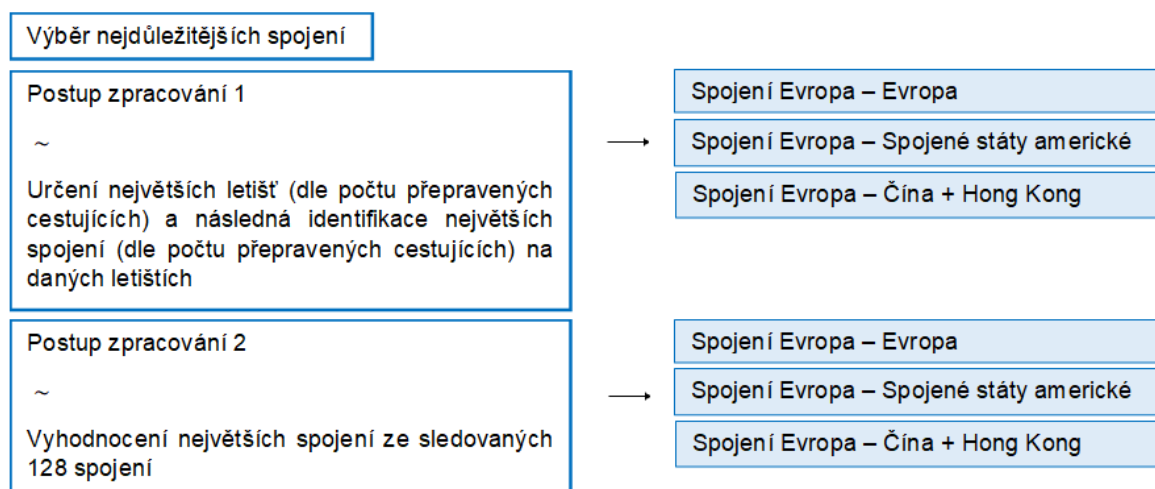 Výběr nejdůležitějších spojení
Postup zpracování 1
~
Určení největších letišť (dle počtu přepravených
cestujících) a následná identifikace největších
spojení (dle počtu přepravených cestujících) na
daných letištích
Spojení Evropa – Evropa
Spojení Evropa – Spojené státy americké
Spojení Evropa – Čína + Hong Kong
Postup zpracování 2
~
Vyhodnocení největších spojení ze sledovaných
128 spojení
Spojení Evropa – Evropa
Spojení Evropa – Spojené státy americké
Spojení Evropa – Čína + Hong Kong